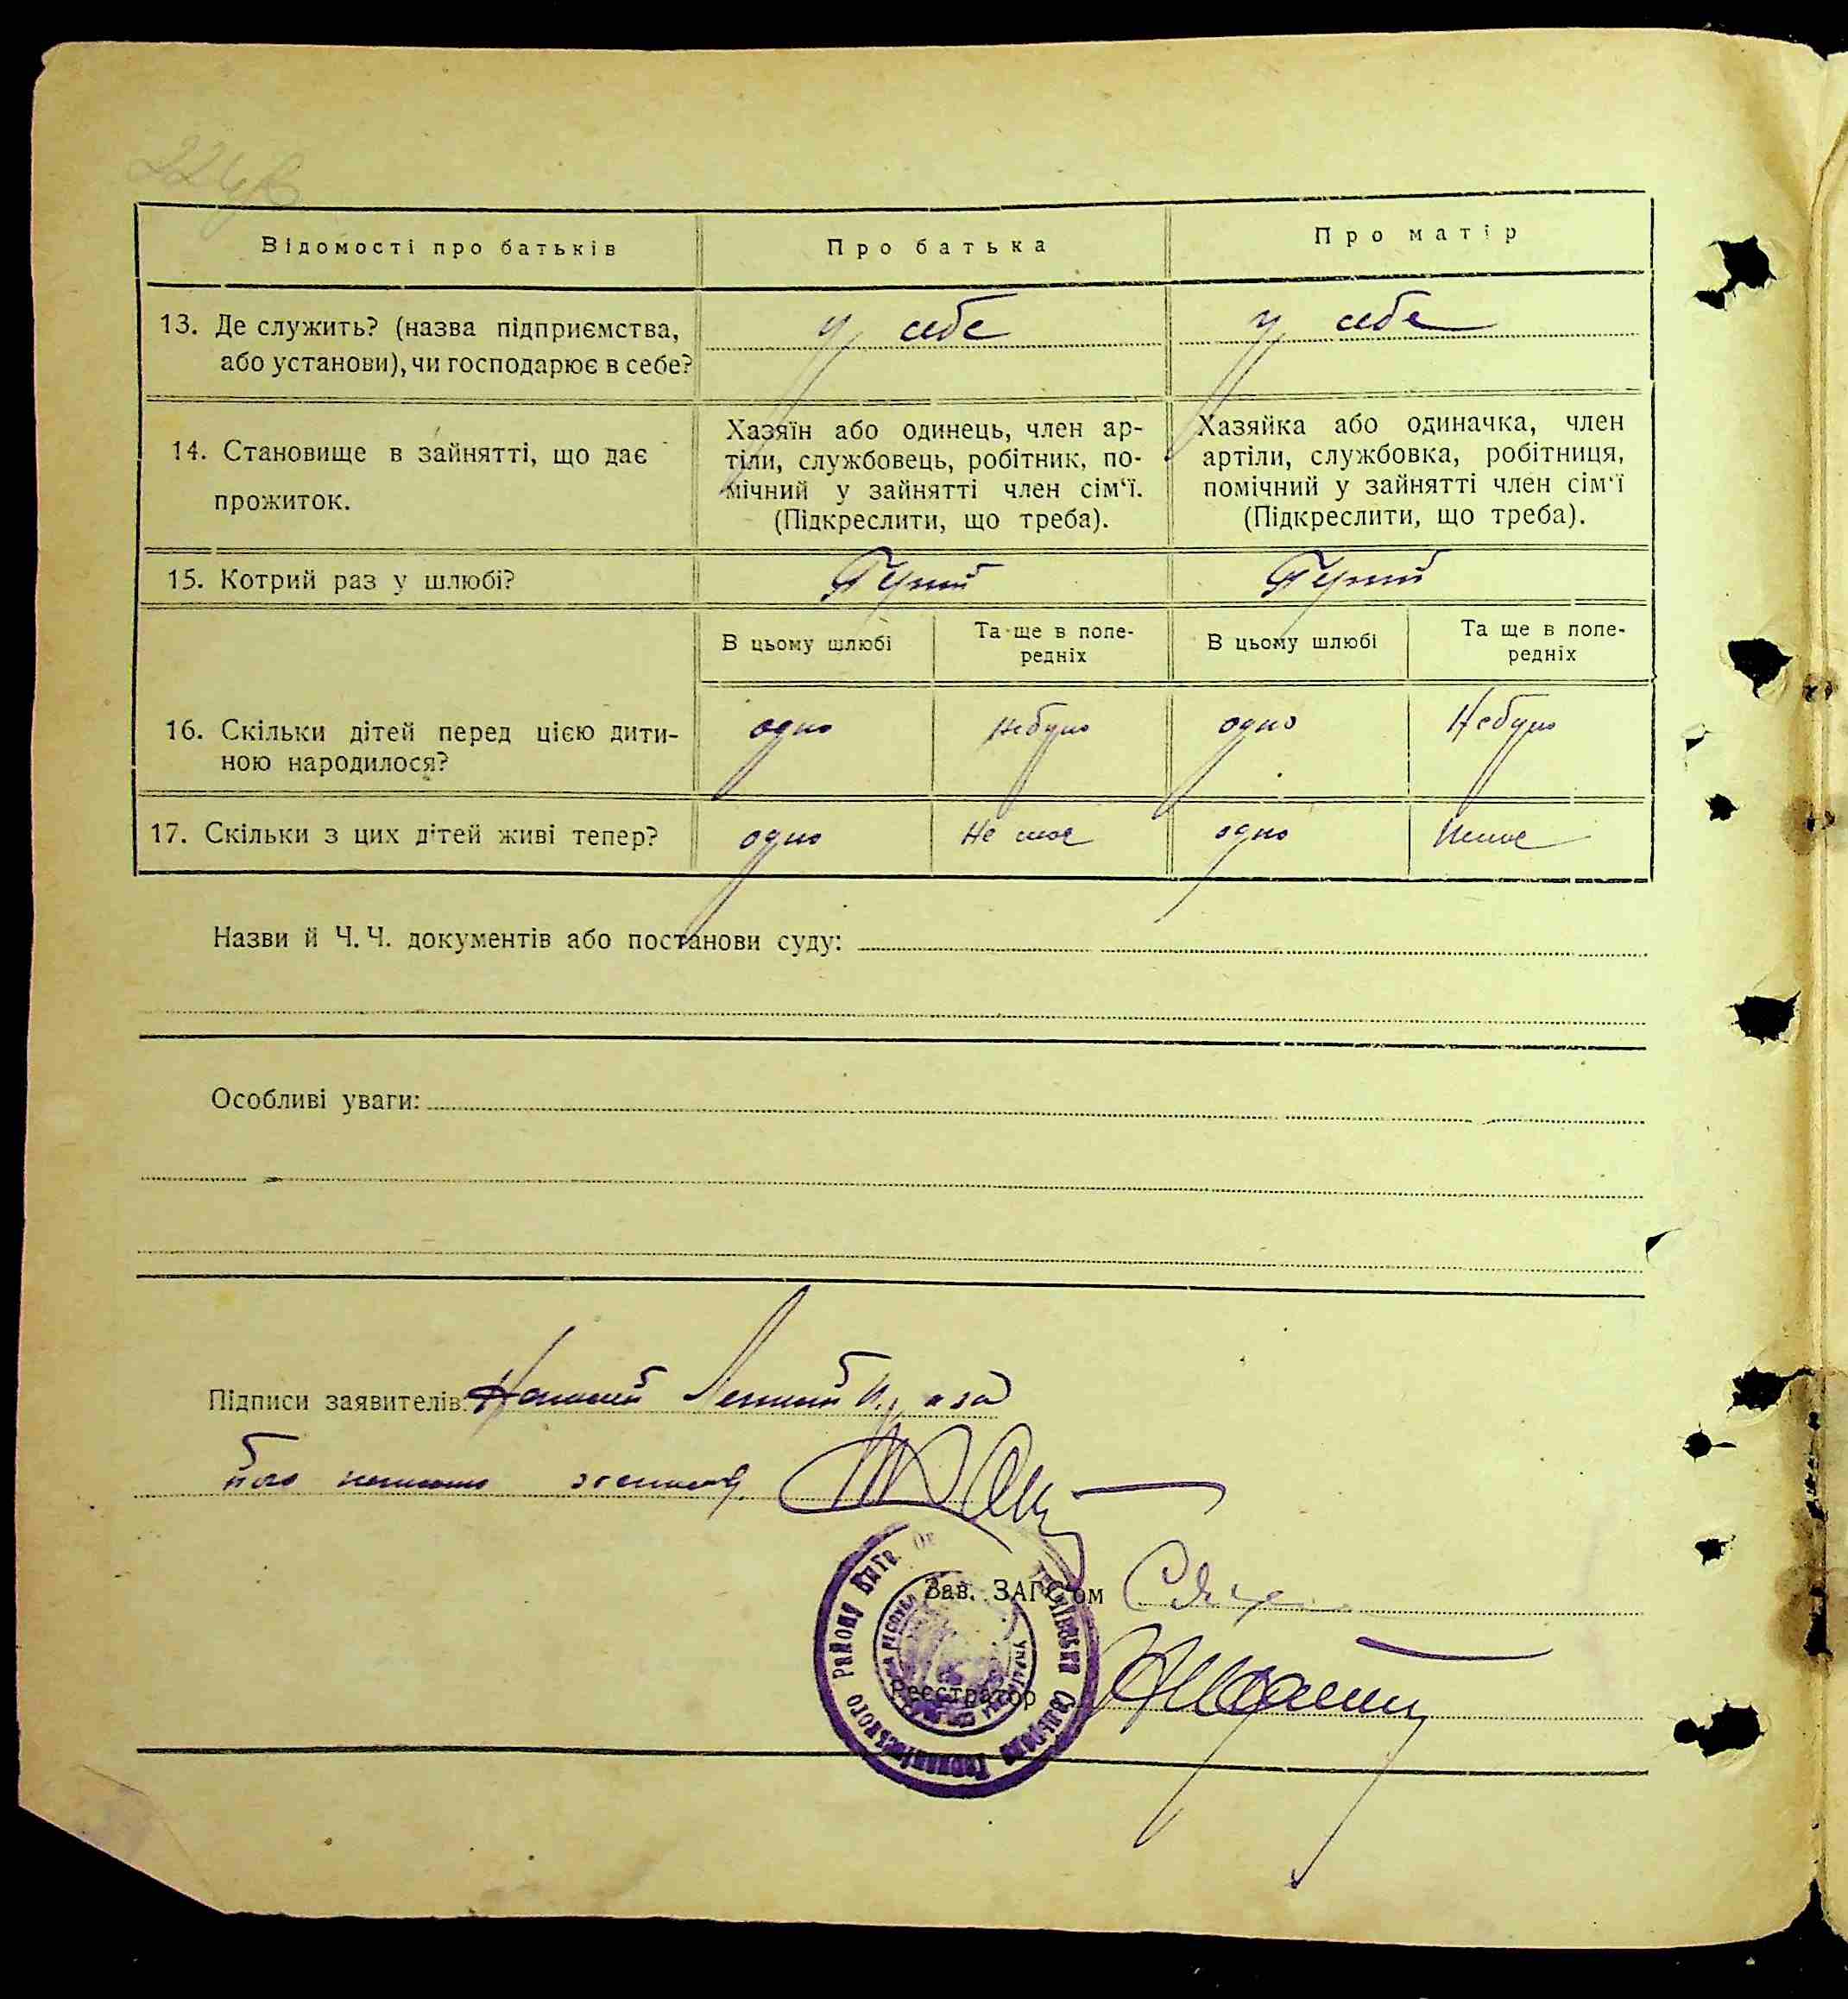 Відомості про батьків
Про батька
Про матір
13. Де служить? (назва підприємства,
або установи), чи господарює в себе?
у себе
у себе
14. Становище в зайнятті, що дає
прожиток.
Хазяїн або одинець, член ар-
тіли, службовець, робітник, по-
мічний у зайнятті член сім‘ї.
(Підкреслити, що треба).
Хазяйка або одиначка, член
артіли, службовка, робітниця,
помічний у зайнятті член сім‘ї
(Підкреслити, що треба).
15. Котрий раз у шлюбі?
В цьому шлюбі
Та ще в попе-
редніх
В цьому шлюбі
Та ще в попе-
редніх
16. Скільки дітей перед цією дити-
ною народилося?
одно
Небуло
одно
Небуло
17. Скільки з цих дітей живі тепер?
одно
Не має
одно
Немає
Назви й Ч. Ч. документів або постанови суду:
Особливі уваги:
Підписи заявителів:
Зав. ЗАГС'ом
Реєстратор